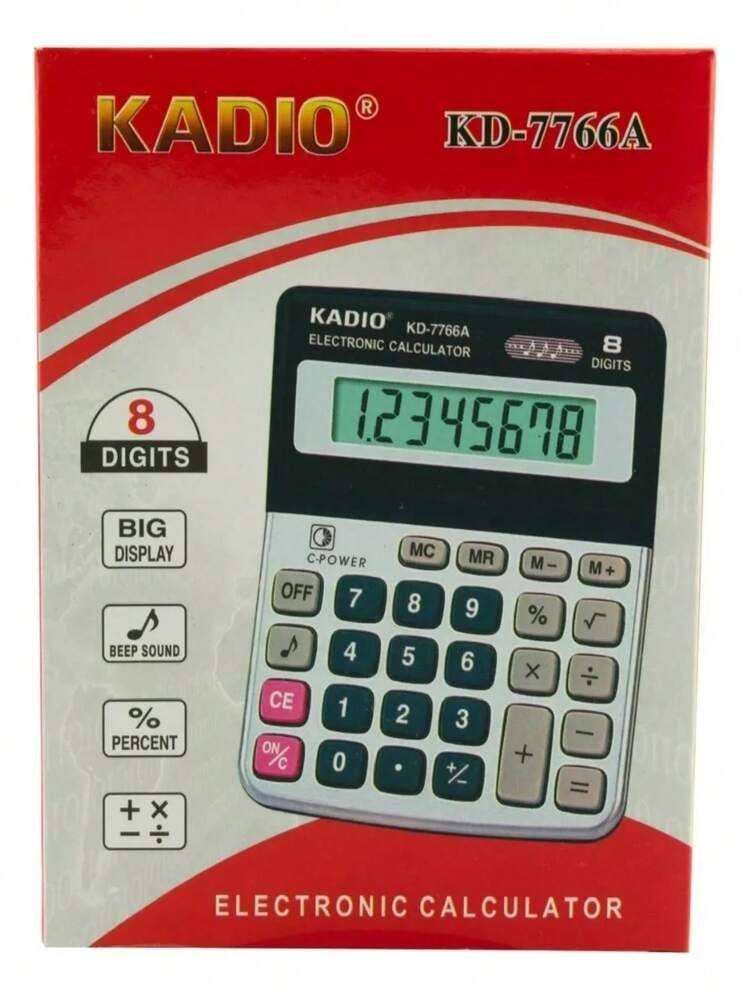 KADIO®
KD-7766A
KADIO®
KD-7766A
ELECTRONIC CALCULATOR
8
DIGITS
1.2345678
8
DIGITS
BIG
DISPLAY
BEEP SOUND
%
PERCENT
+ ×
− ÷
C-POWER
MC MR M− M+
OFF 7 8 9 % √
♪ 4 5 6 × ÷
CE 1 2 3 + −
ON/C 0 . +/− =
ELECTRONIC CALCULATOR